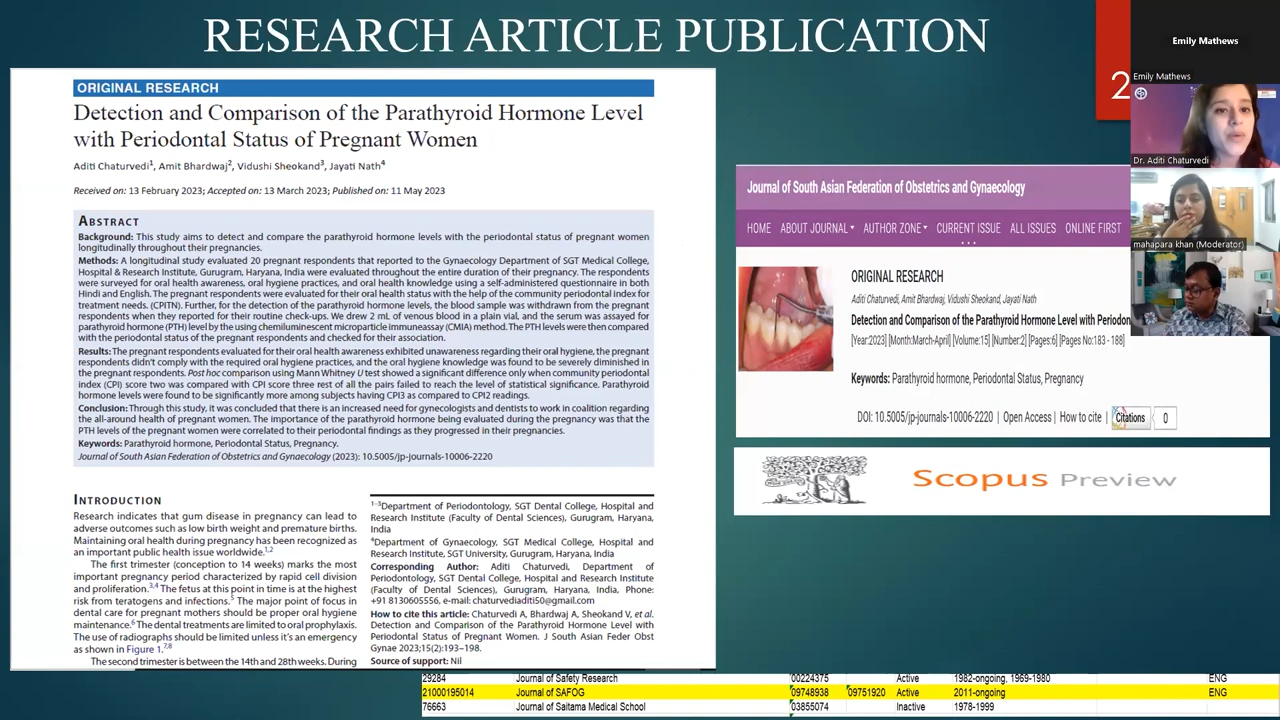 RESEARCH ARTICLE PUBLICATION
2
Emily Mathews
Emily Mathews
Dr. Aditi Chaturvedi
mahapara khan (Moderator)
ORIGINAL RESEARCH
Detection and Comparison of the Parathyroid Hormone Level
with Periodontal Status of Pregnant Women
Aditi Chaturvedi1, Amit Bhardwaj2, Vidushi Sheokand3, Jayati Nath4
Received on: 13 February 2023; Accepted on: 13 March 2023; Published on: 11 May 2023
ABSTRACT
Background: This study aims to detect and compare the parathyroid hormone levels with the periodontal status of pregnant women
longitudinally throughout their pregnancies.
Methods: A longitudinal study evaluated 20 pregnant respondents that reported to the Gynaecology Department of SGT Medical College,
Hospital & Research Institute, Gurugram, Haryana, India were evaluated throughout the entire duration of their pregnancy. The respondents
were surveyed for oral health awareness, oral hygiene practices, and oral health knowledge using a self-administered questionnaire in both
Hindi and English. The pregnant respondents were evaluated for their oral health status with the help of the community periodontal index for
treatment needs. (CPITN). Further, for the detection of the parathyroid hormone levels, the blood sample was withdrawn from the pregnant
respondents when they reported for their routine check-ups. We drew 2 mL of venous blood in a plain vial, and the serum was assayed for
parathyroid hormone (PTH) level by the using chemiluminescent microparticle immuneassay (CMIA) method. The PTH levels were then compared
with the periodontal status of the pregnant respondents and checked for their association.
Results: The pregnant respondents evaluated for their oral health awareness exhibited unawareness regarding their oral hygiene, the pregnant
respondents didn't comply with the required oral hygiene practices, and the oral hygiene knowledge was found to be severely diminished in
the pregnant respondents. Post hoc comparison using Mann Whitney U test showed a significant difference only when community periodontal
index (CPI) score two was compared with CPI score three rest of all the pairs failed to reach the level of statistical significance. Parathyroid
hormone levels were found to be significantly more among subjects having CPI3 as compared to CPI2 readings.
Conclusion: Through this study, it was concluded that there is an increased need for gynecologists and dentists to work in coalition regarding
the all-around health of pregnant women. The importance of the parathyroid hormone being evaluated during the pregnancy was that the
PTH levels of the pregnant women were correlated to their periodontal findings as they progressed in their pregnancies.
Keywords: Parathyroid hormone, Periodontal Status, Pregnancy.
Journal of South Asian Federation of Obstetrics and Gynaecology (2023): 10.5005/jp-journals-10006-2220
INTRODUCTION
Research indicates that gum disease in pregnancy can lead to
adverse outcomes such as low birth weight and premature births.
Maintaining oral health during pregnancy has been recognized as
an important public health issue worldwide.1,2
The first trimester (conception to 14 weeks) marks the most
important pregnancy period characterized by rapid cell division
and proliferation.3,4 The fetus at this point in time is at the highest
risk from teratogens and infections.5 The major point of focus in
dental care for pregnant mothers should be proper oral hygiene
maintenance.6 The dental treatments are limited to oral prophylaxis.
The use of radiographs should be limited unless it's an emergency
as shown in Figure 1.7,8
The second trimester is between the 14th and 28th weeks. During
1–3Department of Periodontology, SGT Dental College, Hospital and
Research Institute (Faculty of Dental Sciences), Gurugram, Haryana,
India
4Department of Gynaecology, SGT Medical College, Hospital and
Research Institute, SGT University, Gurugram, Haryana, India
Corresponding Author: Aditi Chaturvedi, Department of
Periodontology, SGT Dental College, Hospital and Research Institute
(Faculty of Dental Sciences), Gurugram, Haryana, India, Phone:
+91 8130605556, e-mail: chaturvediaditi50@gmail.com
How to cite this article: Chaturvedi A, Bhardwaj A, Sheokand V, et al.
Detection and Comparison of the Parathyroid Hormone Level with
Periodontal Status of Pregnant Women. J South Asian Feder Obst
Gynae 2023;15(2):193–198.
Source of support: Nil
Journal of South Asian Federation of Obstetrics and Gynaecology
HOME ABOUT JOURNAL AUTHOR ZONE CURRENT ISSUE ALL ISSUES ONLINE FIRST
ORIGINAL RESEARCH
Aditi Chaturvedi, Amit Bhardwaj, Vidushi Sheokand, Jayati Nath
Detection and Comparison of the Parathyroid Hormone Level with Periodon
[Year:2023] [Month:March-April] [Volume:15] [Number:2] [Pages:6] [Pages No:183 - 188]
Keywords: Parathyroid hormone, Periodontal Status, Pregnancy
DOI: 10.5005/jp-journals-10006-2220 | Open Access | How to cite | Citations 0
Scopus Preview
29284 Journal of Safety Research 00224375 Active 1982-ongoing, 1969-1980 ENG
21000195014 Journal of SAFOG 09748938 09751920 Active 2011-ongoing ENG
76663 Journal of Saitama Medical School 03855074 Inactive 1978-1999